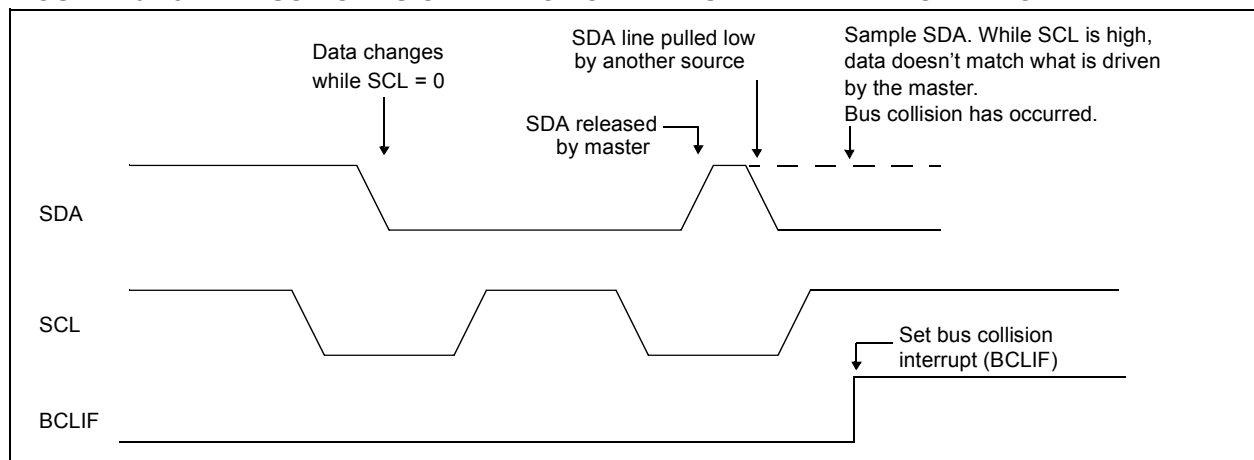 Data changes
while SCL = 0
SDA line pulled low
by another source
Sample SDA. While SCL is high,
data doesn't match what is driven
by the master.
Bus collision has occurred.
SDA released
by master
SDA
SCL
Set bus collision
interrupt (BCLIF)
BCLIF